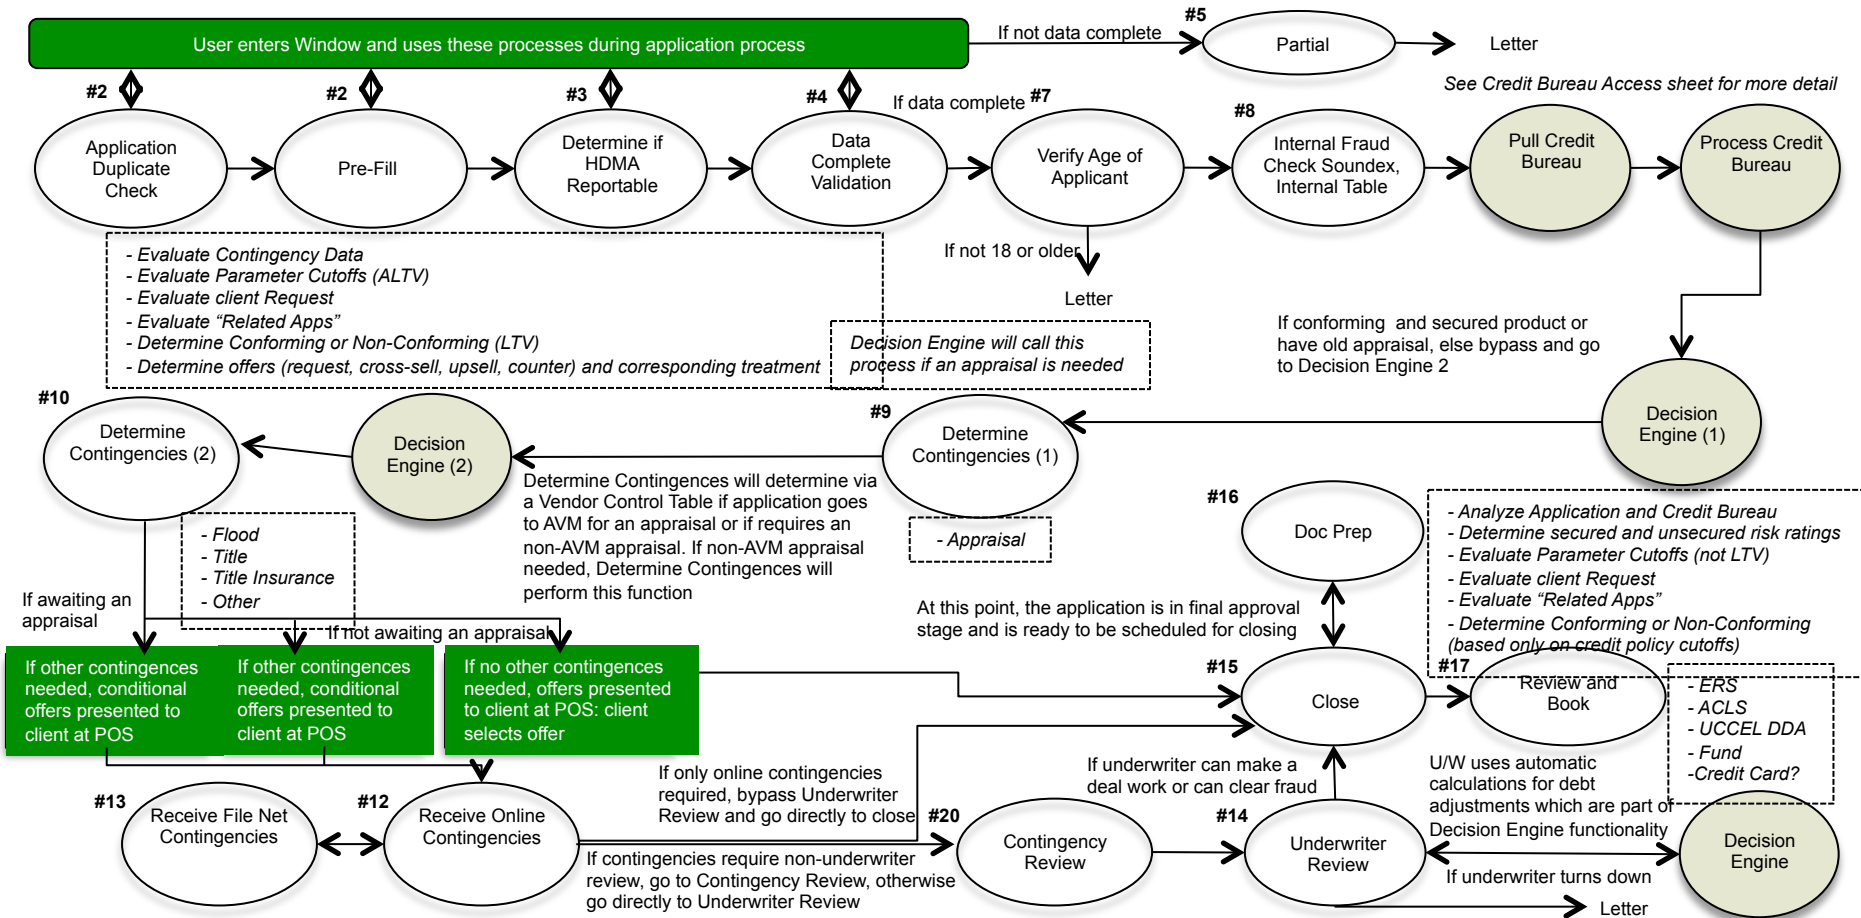 #5
If not data complete
User enters Window and uses these processes during application process
Partial
Letter
See Credit Bureau Access sheet for more detail
#2
#2
#3
#4
If data complete
#7
#8
Application
Duplicate
Check
Pre-Fill
Determine if
HDMA
Reportable
Data
Complete
Validation
Verify Age of
Applicant
Internal Fraud
Check Soundex,
Internal Table
Pull Credit
Bureau
Process Credit
Bureau
If not 18 or older
Letter
- Evaluate Contingency Data
- Evaluate Parameter Cutoffs (ALTV)
- Evaluate client Request
- Evaluate “Related Apps”
- Determine Conforming or Non-Conforming (LTV)
- Determine offers (request, cross-sell, upsell, counter) and corresponding treatment
Decision Engine will call this
process if an appraisal is needed
If conforming  and secured product or
have old appraisal, else bypass and go
to Decision Engine 2
#10
Determine
Contingencies (2)
Decision
Engine (2)
#9
Determine
Contingencies (1)
Decision
Engine (1)
Determine Contingences will determine via
a Vendor Control Table if application goes
to AVM for an appraisal or if requires an
non-AVM appraisal. If non-AVM appraisal
needed, Determine Contingences will
perform this function
- Appraisal
#16
Doc Prep
- Analyze Application and Credit Bureau
- Determine secured and unsecured risk ratings
- Evaluate Parameter Cutoffs (not LTV)
- Evaluate client Request
- Evaluate “Related Apps”
- Determine Conforming or Non-Conforming
(based only on credit policy cutoffs)
- Flood
- Title
- Title Insurance
- Other
If awaiting an
appraisal
If not awaiting an appraisal
At this point, the application is in final approval
stage and is ready to be scheduled for closing
If other contingences
needed, conditional
offers presented to
client at POS
If other contingences
needed, conditional
offers presented to
client at POS
If no other contingences
needed, offers presented
to client at POS: client
selects offer
#15
Close
#17
Review and
Book
- ERS
- ACLS
- UCCEL DDA
- Fund
-Credit Card?
#13
Receive File Net
Contingencies
#12
Receive Online
Contingencies
If only online contingencies
required, bypass Underwriter
Review and go directly to close
If contingencies require non-underwriter
review, go to Contingency Review, otherwise
go directly to Underwriter Review
#20
Contingency
Review
If underwriter can make a
deal work or can clear fraud
#14
Underwriter
Review
U/W uses automatic
calculations for debt
adjustments which are part of
Decision Engine functionality
Decision
Engine
If underwriter turns down
Letter